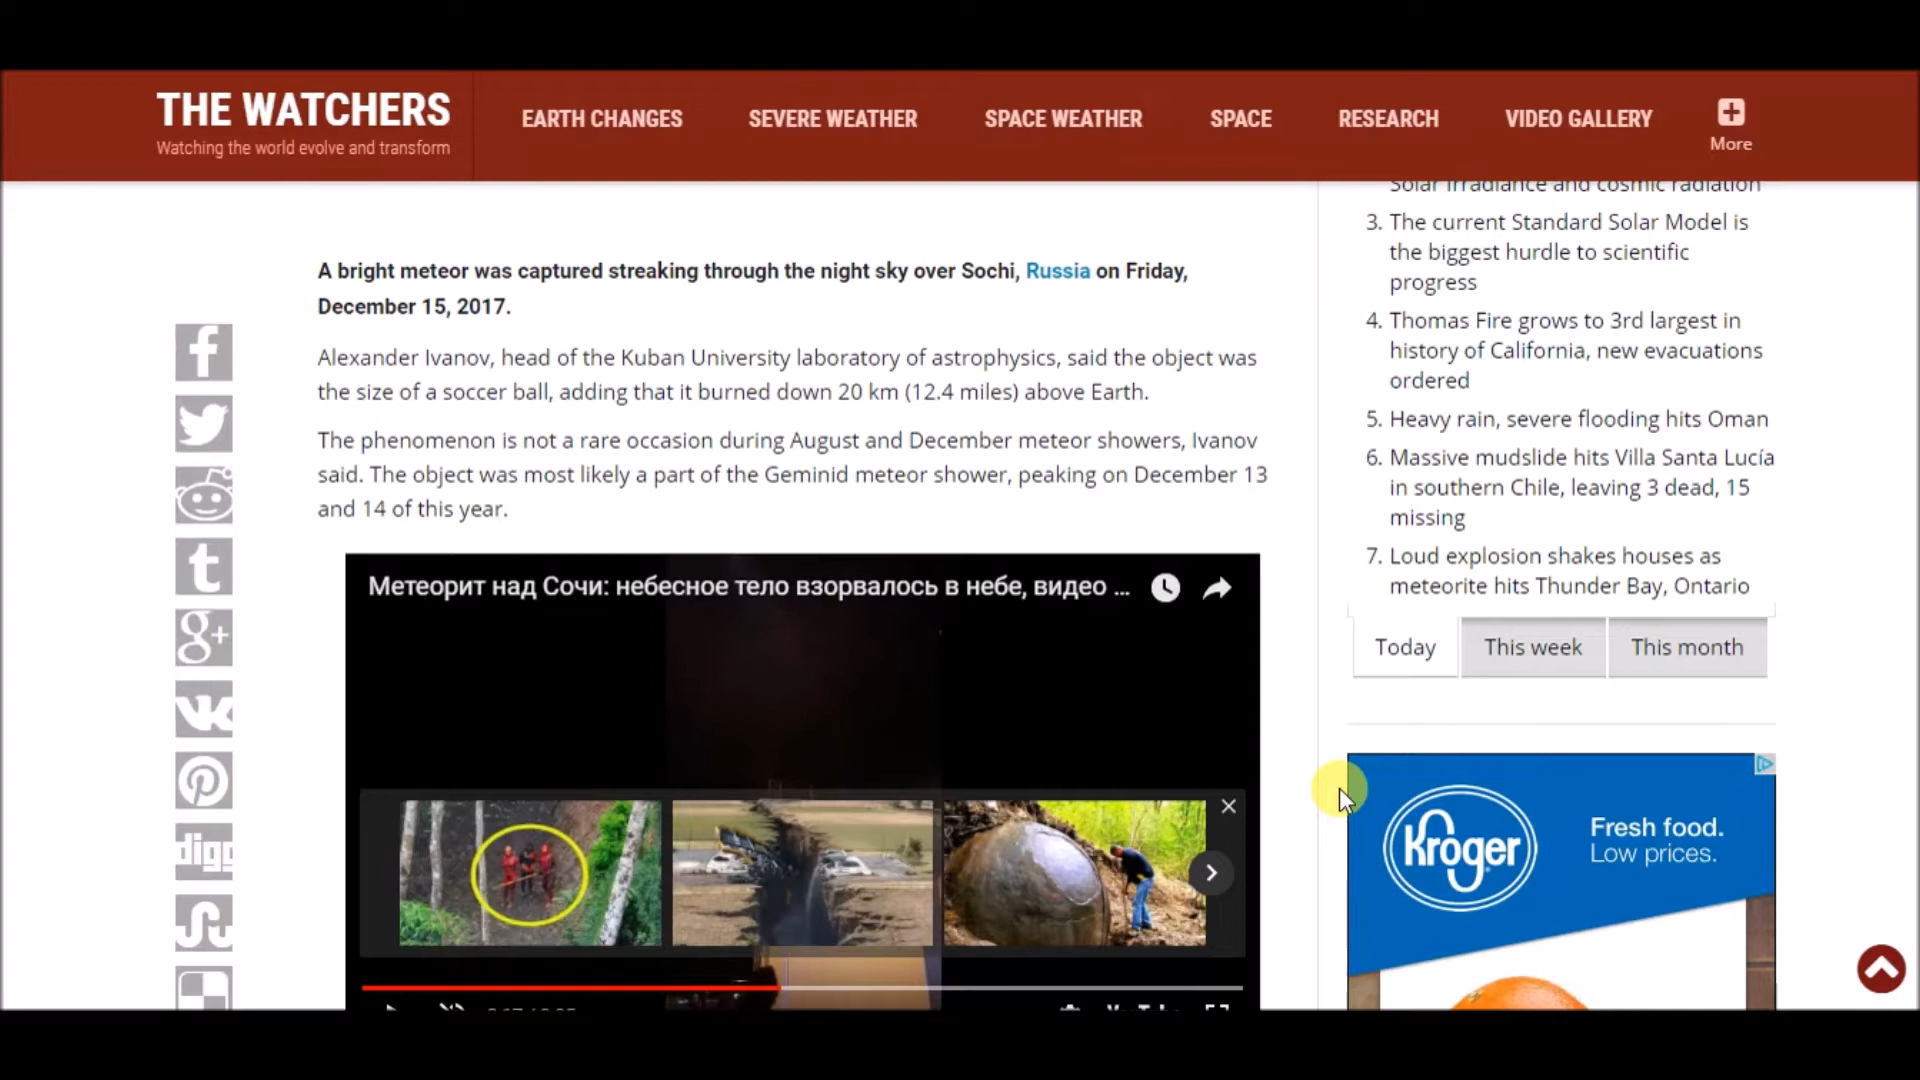 THE WATCHERS
Watching the world evolve and transform
EARTH CHANGES
SEVERE WEATHER
SPACE WEATHER
SPACE
RESEARCH
VIDEO GALLERY
More
A bright meteor was captured streaking through the night sky over Sochi, Russia on Friday,
December 15, 2017.
Alexander Ivanov, head of the Kuban University laboratory of astrophysics, said the object was
the size of a soccer ball, adding that it burned down 20 km (12.4 miles) above Earth.
The phenomenon is not a rare occasion during August and December meteor showers, Ivanov
said. The object was most likely a part of the Geminid meteor shower, peaking on December 13
and 14 of this year.
Метеорит над Сочи: небесное тело взорвалось в небе, видео ...
YouTube
digg
Solar irradiance and cosmic radiation
3. The current Standard Solar Model is
the biggest hurdle to scientific
progress
4. Thomas Fire grows to 3rd largest in
history of California, new evacuations
ordered
5. Heavy rain, severe flooding hits Oman
6. Massive mudslide hits Villa Santa Lucía
in southern Chile, leaving 3 dead, 15
missing
7. Loud explosion shakes houses as
meteorite hits Thunder Bay, Ontario
Today
This week
This month
Kroger
Fresh food.
Low prices.